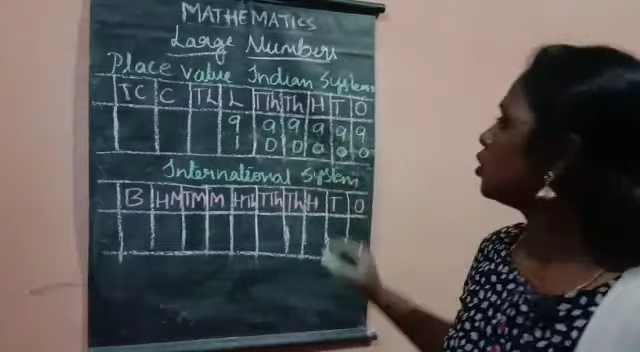 MATHEMATICS
Large Numbers
Place value Indian System
TC C TL L TTh Th H T O
9 9 9 9 9 9
1 0 0 0 0 0
International System
B HM TM M HTh TTh Th H T O